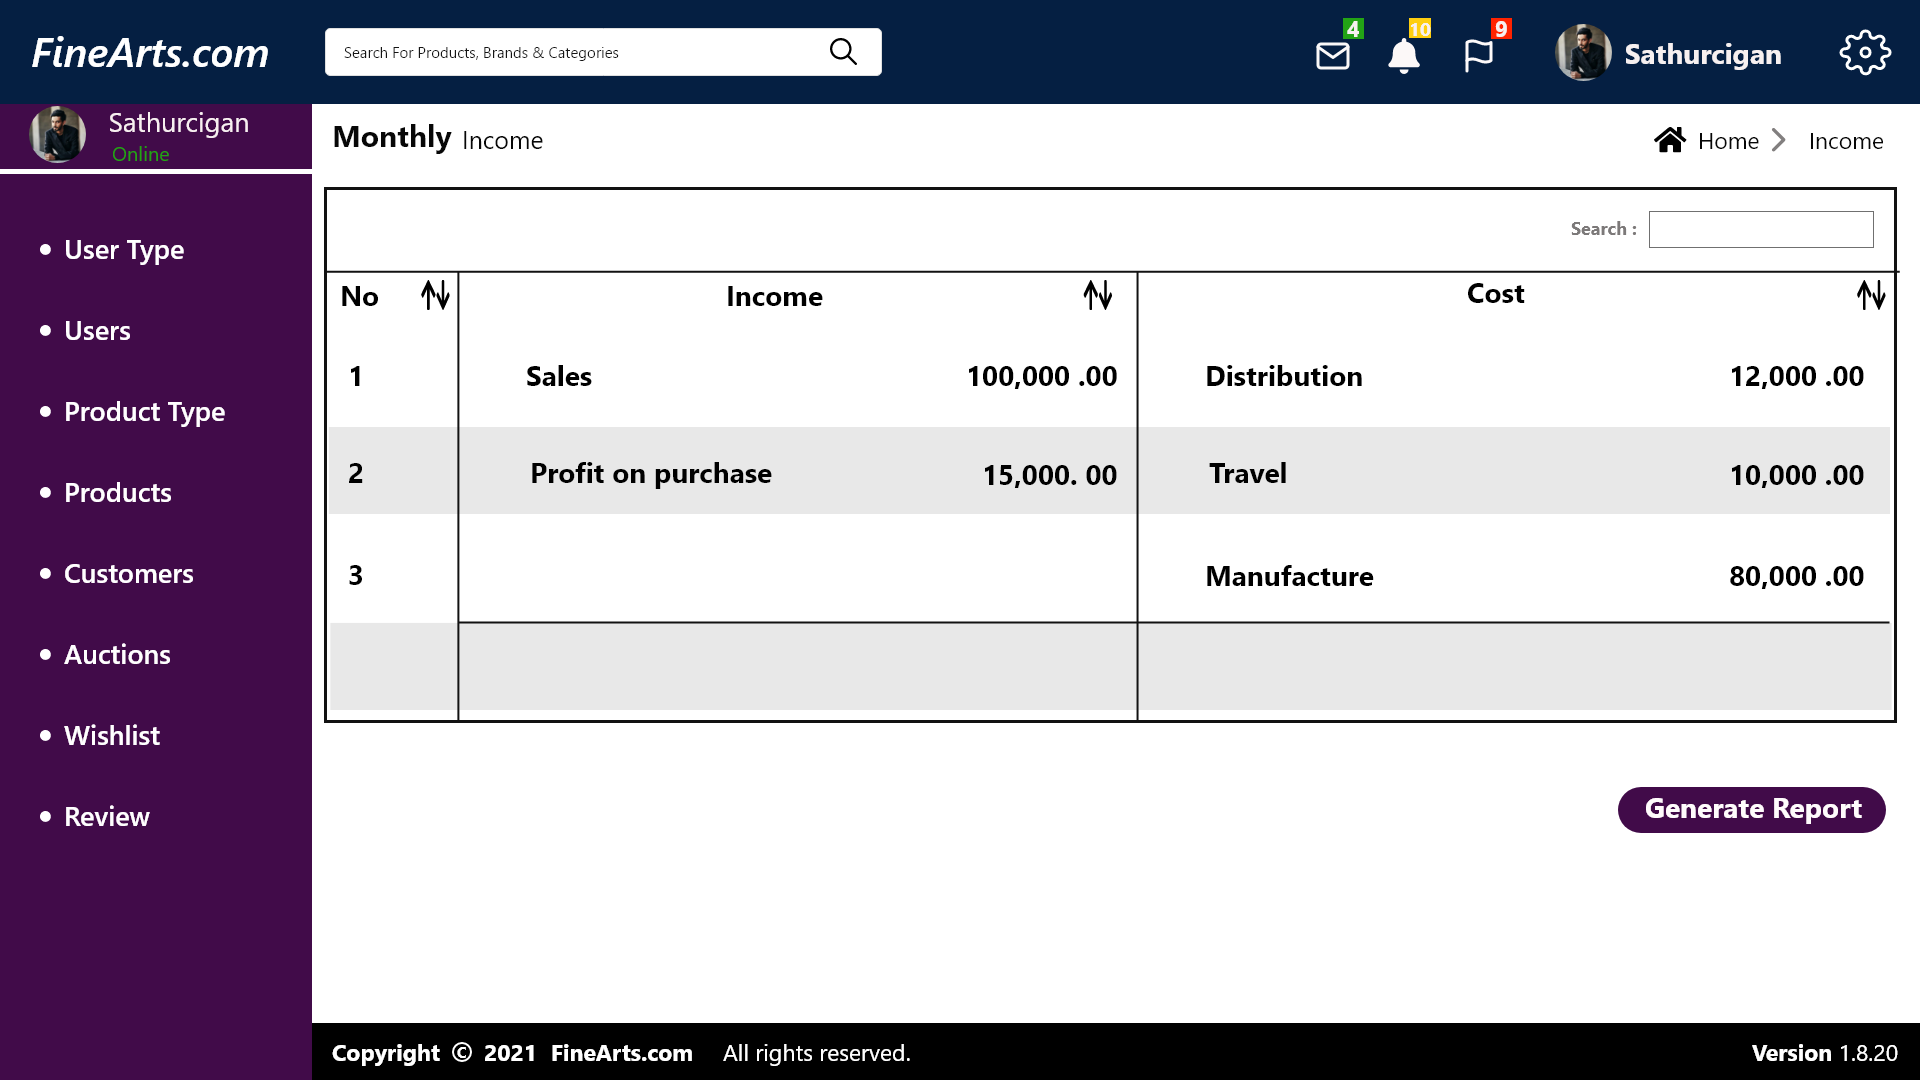 FineArts.com
Search For Products, Brands & Categories
4
10
9
Sathurcigan
Sathurcigan
Online
Monthly Income
Home
Income
User Type
Users
Product Type
Products
Customers
Auctions
Wishlist
Review
Search :
No Income Cost
1 Sales 100,000 .00 Distribution 12,000 .00
2 Profit on purchase 15,000. 00 Travel 10,000 .00
3 Manufacture 80,000 .00
Generate Report
Copyright © 2021 FineArts.com All rights reserved.
Version 1.8.20